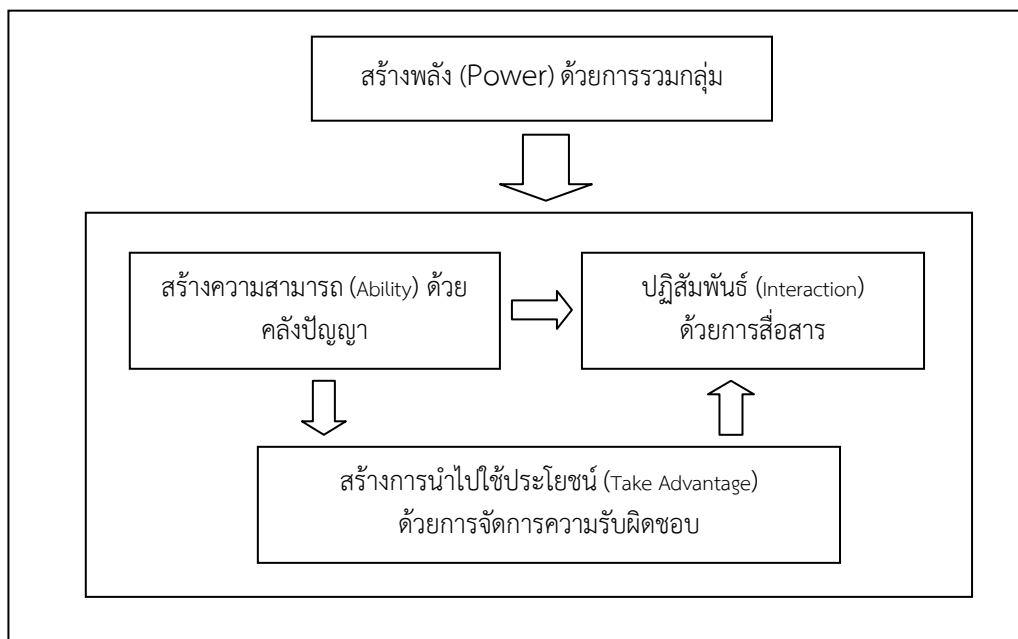 สร้างพลัง (Power) ด้วยการรวมกลุ่ม
สร้างความสามารถ (Ability) ด้วย
คลังปัญญา
ปฏิสัมพันธ์ (Interaction)
ด้วยการสื่อสาร
สร้างการนำไปใช้ประโยชน์ (Take Advantage)
ด้วยการจัดการความรับผิดชอบ